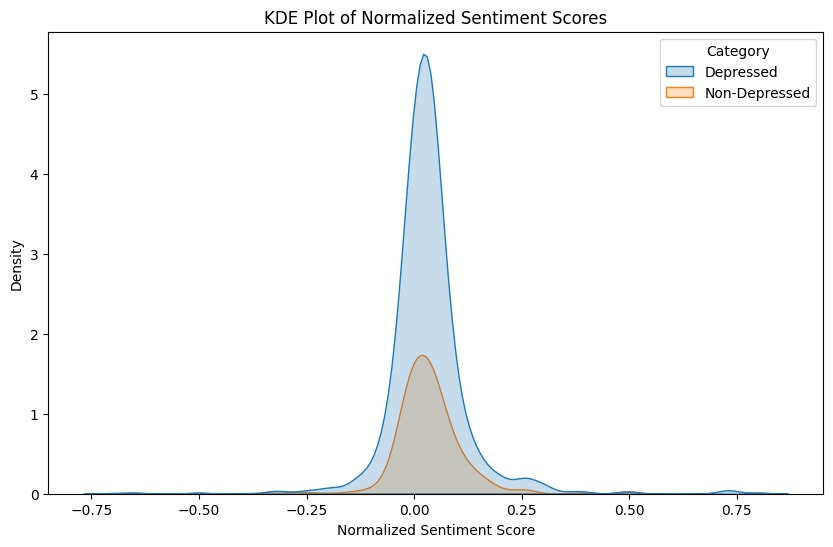 KDE Plot of Normalized Sentiment Scores
Category
Depressed
Non-Depressed
Density
5
4
3
2
1
0
−0.75
−0.50
−0.25
0.00
0.25
0.50
0.75
Normalized Sentiment Score